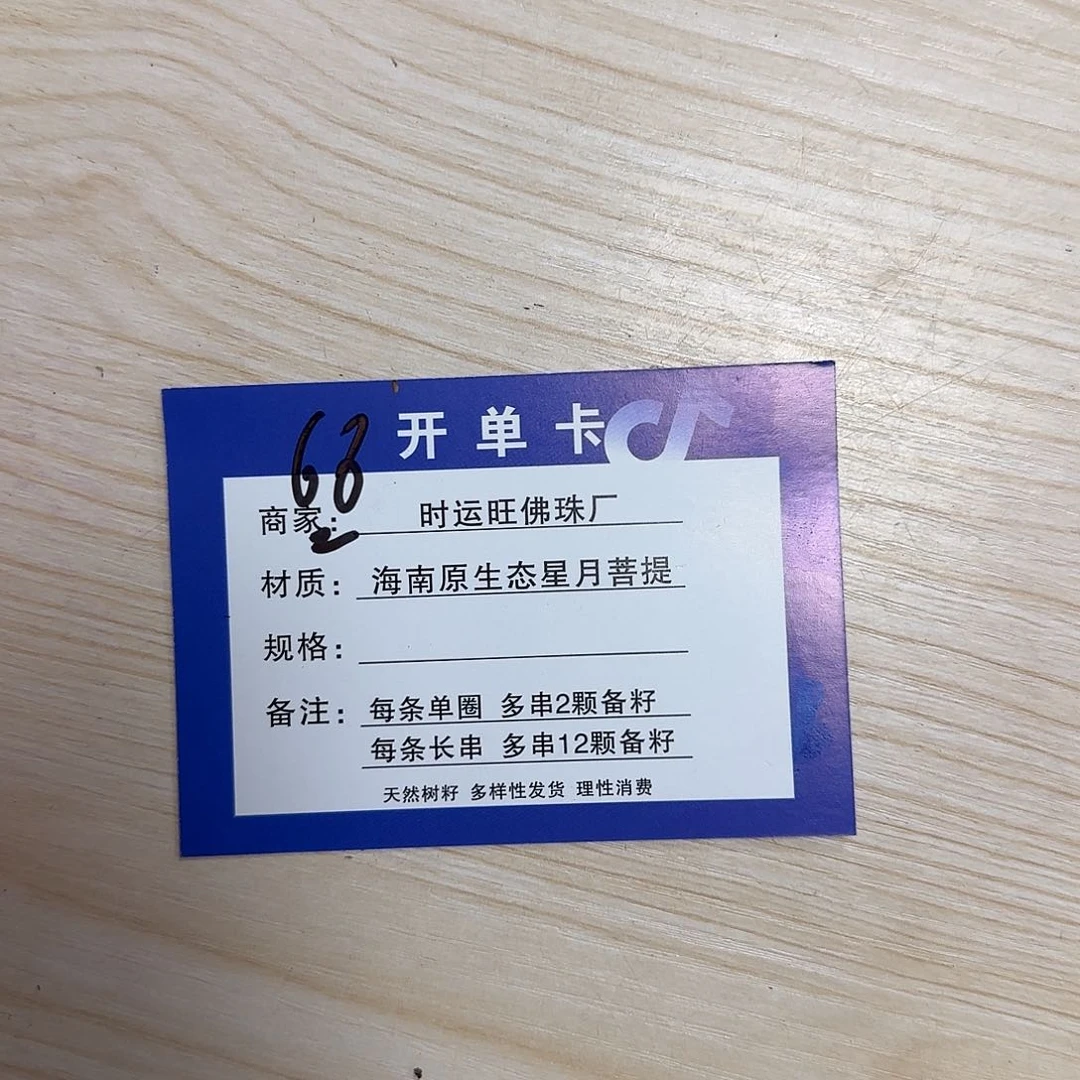 开单卡
68
2
商家： 时运旺佛珠厂
材质： 海南原生态星月菩提
规格：
备注： 每条单圈 多串2颗备籽
每条长串 多串12颗备籽
天然树籽 多样性发货 理性消费